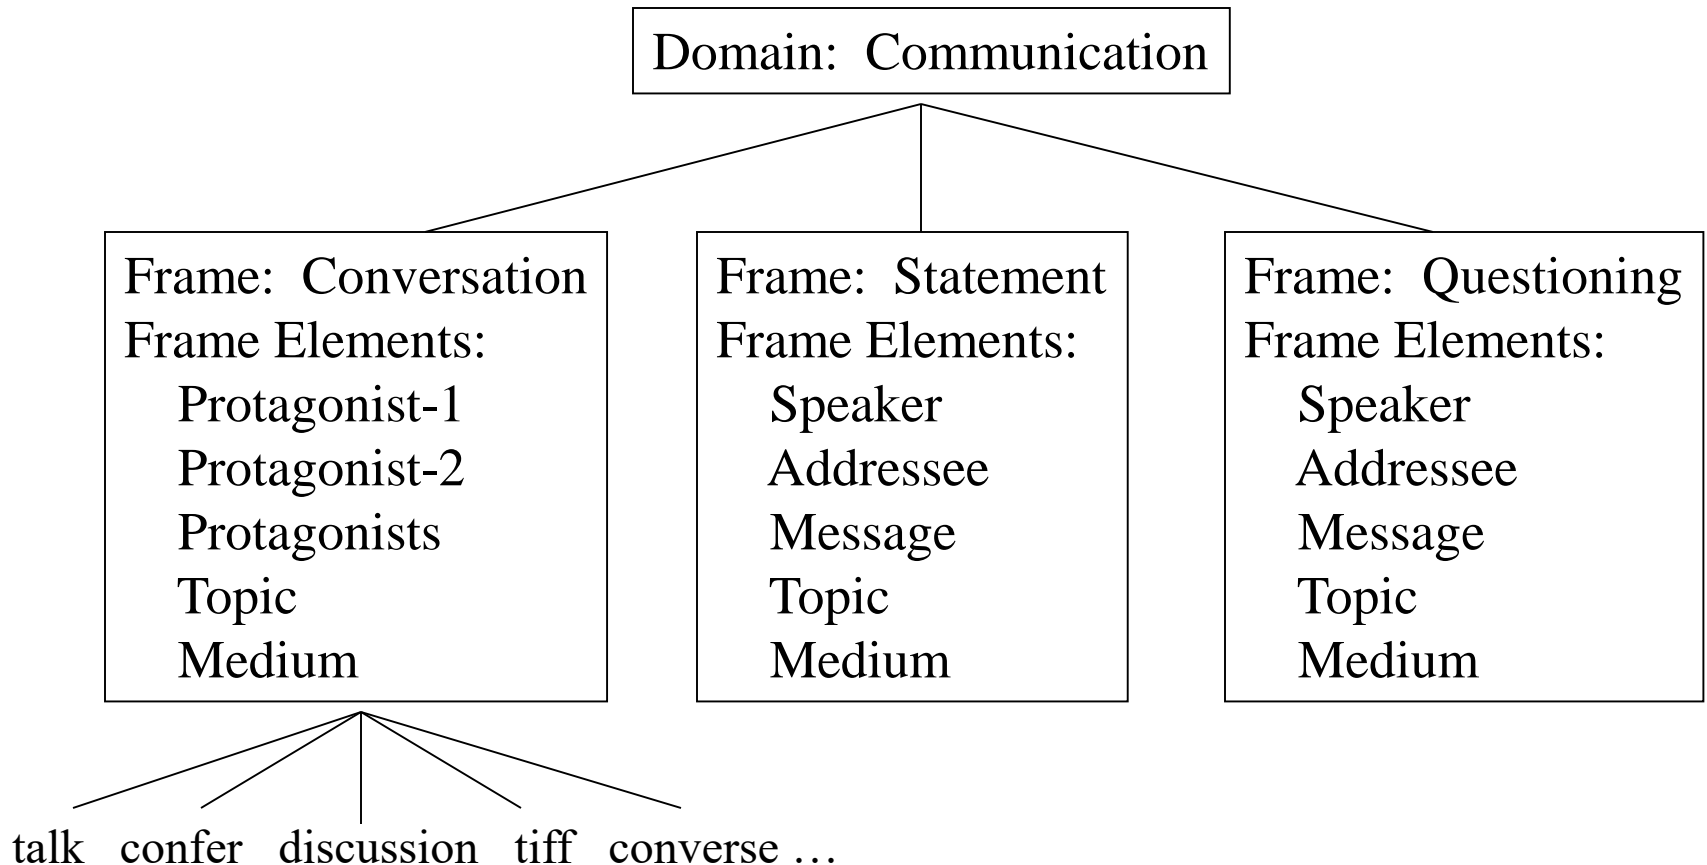 Domain: Communication
Frame: Conversation
Frame Elements:
Protagonist-1
Protagonist-2
Protagonists
Topic
Medium
Frame: Statement
Frame Elements:
Speaker
Addressee
Message
Topic
Medium
Frame: Questioning
Frame Elements:
Speaker
Addressee
Message
Topic
Medium
talk confer discussion tiff converse …